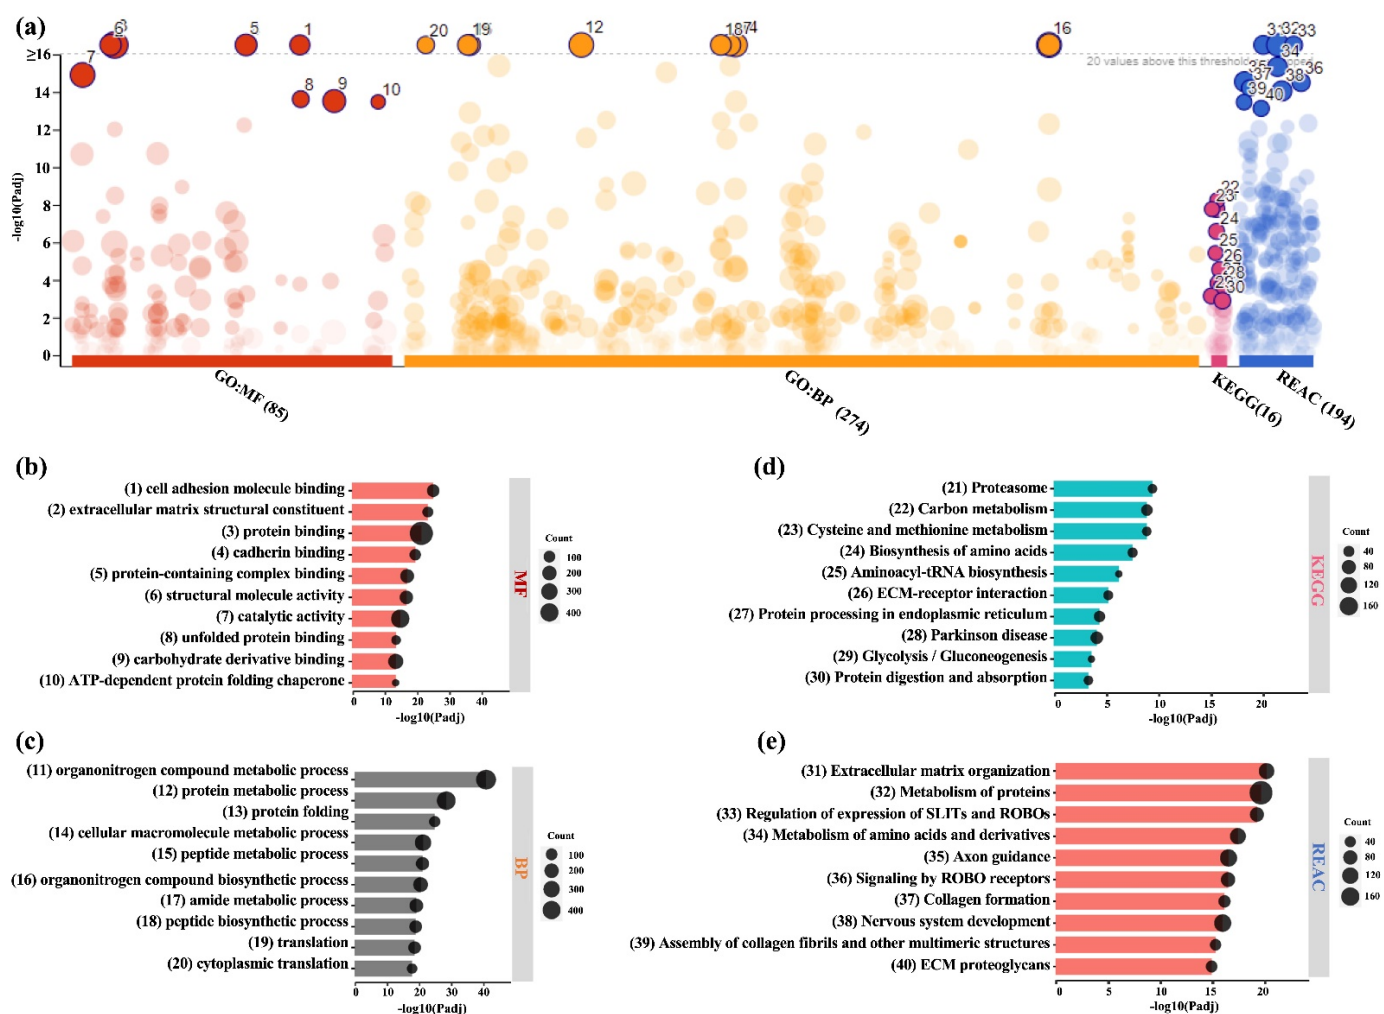 (a)
6 3 5 1 20 19 12 18 7 4 16 31 32 33
≥16
7
34
20 values above this threshold
35 37 38 36
14
8 9 10
39 40
12
10
8
22
23
24
6
25
26
4
28
30
2
0
-log10(Padj)
GO:MF (85)
GO:BP (274)
KEGG(16)
REAC (194)
(b)
(1) cell adhesion molecule binding
(2) extracellular matrix structural constituent
(3) protein binding
(4) cadherin binding
(5) protein-containing complex binding
(6) structural molecule activity
(7) catalytic activity
(8) unfolded protein binding
(9) carbohydrate derivative binding
(10) ATP-dependent protein folding chaperone
0 10 20 30 40
-log10(Padj)
MF
Count
100
200
300
400
(d)
(21) Proteasome
(22) Carbon metabolism
(23) Cysteine and methionine metabolism
(24) Biosynthesis of amino acids
(25) Aminoacyl-tRNA biosynthesis
(26) ECM-receptor interaction
(27) Protein processing in endoplasmic reticulum
(28) Parkinson disease
(29) Glycolysis / Gluconeogenesis
(30) Protein digestion and absorption
0 5 10 15 20
-log10(Padj)
KEGG
Count
40
80
120
160
(c)
(11) organonitrogen compound metabolic process
(12) protein metabolic process
(13) protein folding
(14) cellular macromolecule metabolic process
(15) peptide metabolic process
(16) organonitrogen compound biosynthetic process
(17) amide metabolic process
(18) peptide biosynthetic process
(19) translation
(20) cytoplasmic translation
0 10 20 30 40
-log10(Padj)
BP
Count
100
200
300
400
(e)
(31) Extracellular matrix organization
(32) Metabolism of proteins
(33) Regulation of expression of SLITs and ROBOs
(34) Metabolism of amino acids and derivatives
(35) Axon guidance
(36) Signaling by ROBO receptors
(37) Collagen formation
(38) Nervous system development
(39) Assembly of collagen fibrils and other multimeric structures
(40) ECM proteoglycans
0 5 10 15 20
-log10(Padj)
REAC
Count
40
80
120
160